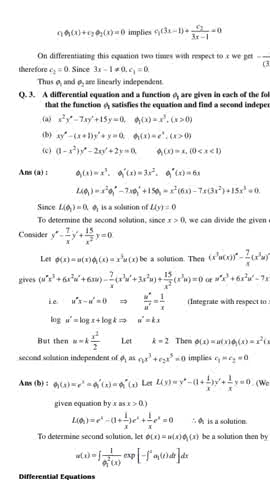 c₁ϕ₁(x)+c₂ϕ₂(x)=0 implies c₁(3x−1)+ c₂/(3x−1) = 0
On differentiating this equation two times with respect to x we get −
therefore c₂ = 0. Since 3x−1≠0, c₁ = 0.
Thus ϕ₁ and ϕ₂ are linearly independent.
Q. 3. A differential equation and a function ϕ₁ are given in each of the fol
that the function ϕ₁ satisfies the equation and find a second indepen
(a) x²y″−7xy′+15y=0, ϕ₁(x)=x³, (x>0)
(b) xy″−(x+1)y′+y=0, ϕ₁(x)=eˣ, (x>0)
(c) (1−x²)y″−2xy′+2y=0, ϕ₁(x)=x, (0<x<1)
Ans (a) : ϕ₁(x)=x³, ϕ₁′(x)=3x², ϕ₁″(x)=6x
L(ϕ₁)=x²ϕ₁″−7xϕ₁′+15ϕ₁=x²(6x)−7x(3x²)+15x³=0
Since L(ϕ₁)=0, ϕ₁ is a solution of L(y)=0
To determine the second solution, since x>0, we can divide the given
Consider y″− 7/x y′+ 15/x² y=0.
Let ϕ(x)=u(x)ϕ₁(x)=x³u(x) be a solution. Then (x³u(x))″− 7/x (x³u)′
gives (u″x³+6x²u′+6xu)− 7/x (x³u′+3x²u)+ 15/x² (x³u)=0 or u″x³+6x²u′−7x
i.e. u″x−u′=0 ⇒ u″/u′ = 1/x (Integrate with respect to x
log u′=log x+log k ⇒ u′=kx
But then u=k x²/2 Let k=2 Then ϕ(x)=u(x)ϕ₁(x)=x²(x
second solution independent of ϕ₁ as c₁x³+c₂x⁵=0 implies c₁=c₂=0
Ans (b) : ϕ₁(x)=eˣ=ϕ₁′(x)=ϕ₁″(x) Let L(y)=y″−(1+ 1/x)y′+ 1/x y=0. (We
given equation by x as x>0.)
L(ϕ₁)=eˣ−(1+ 1/x)eˣ+ 1/x eˣ=0 ∴ϕ₁ is a solution.
To determine second solution, let ϕ(x)=u(x)ϕ₁(x) be a solution then by
u(x)=∫ 1/ϕ₁²(x) exp[−∫ˣ a₁(t)dt]dx
Differential Equations